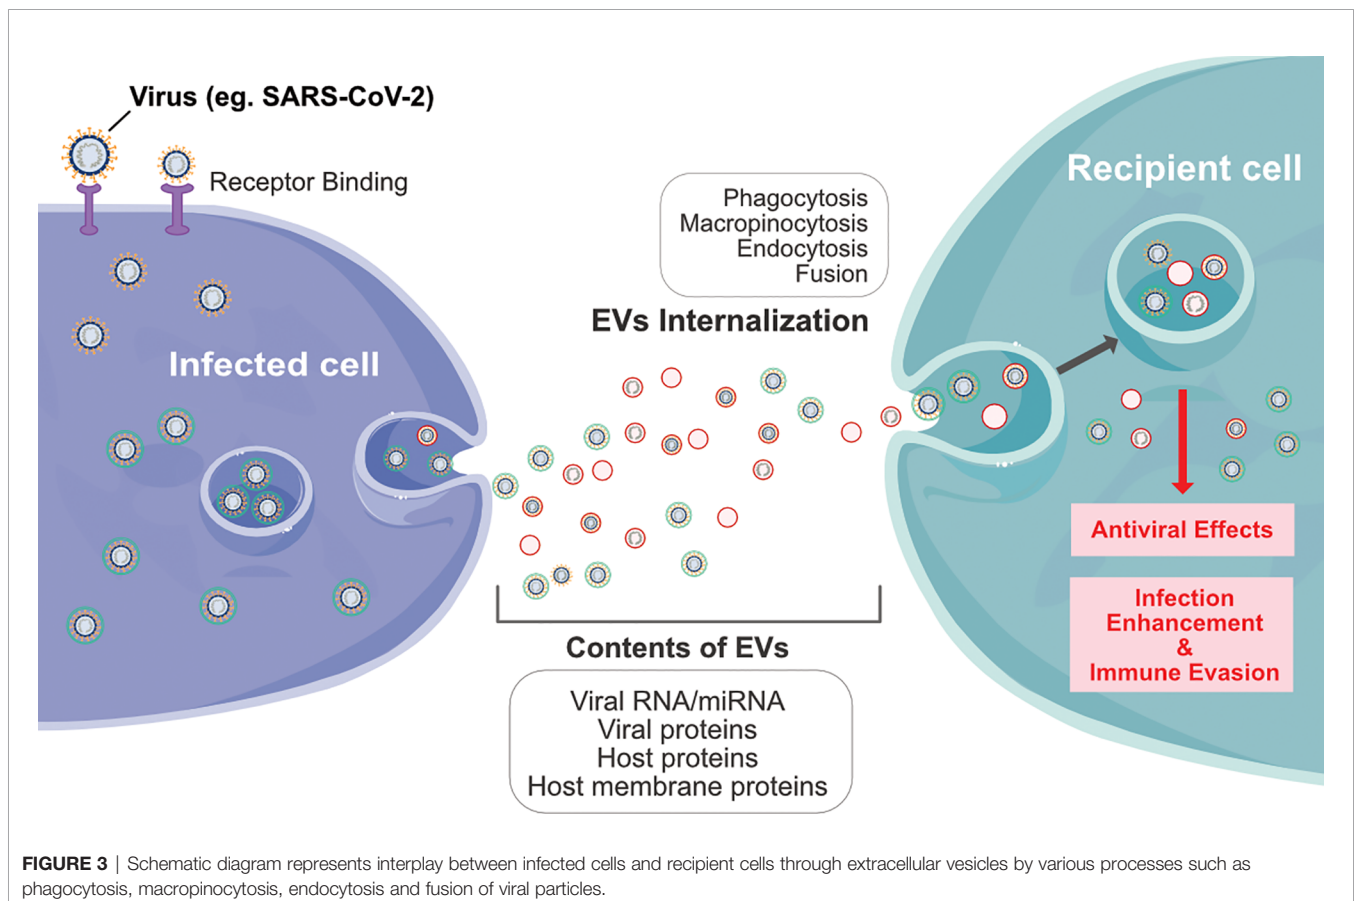 Virus (eg. SARS-CoV-2)
Receptor Binding
Infected cell
Phagocytosis
Macropinocytosis
Endocytosis
Fusion
EVs Internalization
Recipient cell
Contents of EVs
Viral RNA/miRNA
Viral proteins
Host proteins
Host membrane proteins
Antiviral Effects
Infection
Enhancement
&
Immune Evasion
FIGURE 3 | Schematic diagram represents interplay between infected cells and recipient cells through extracellular vesicles by various processes such as
phagocytosis, macropinocytosis, endocytosis and fusion of viral particles.